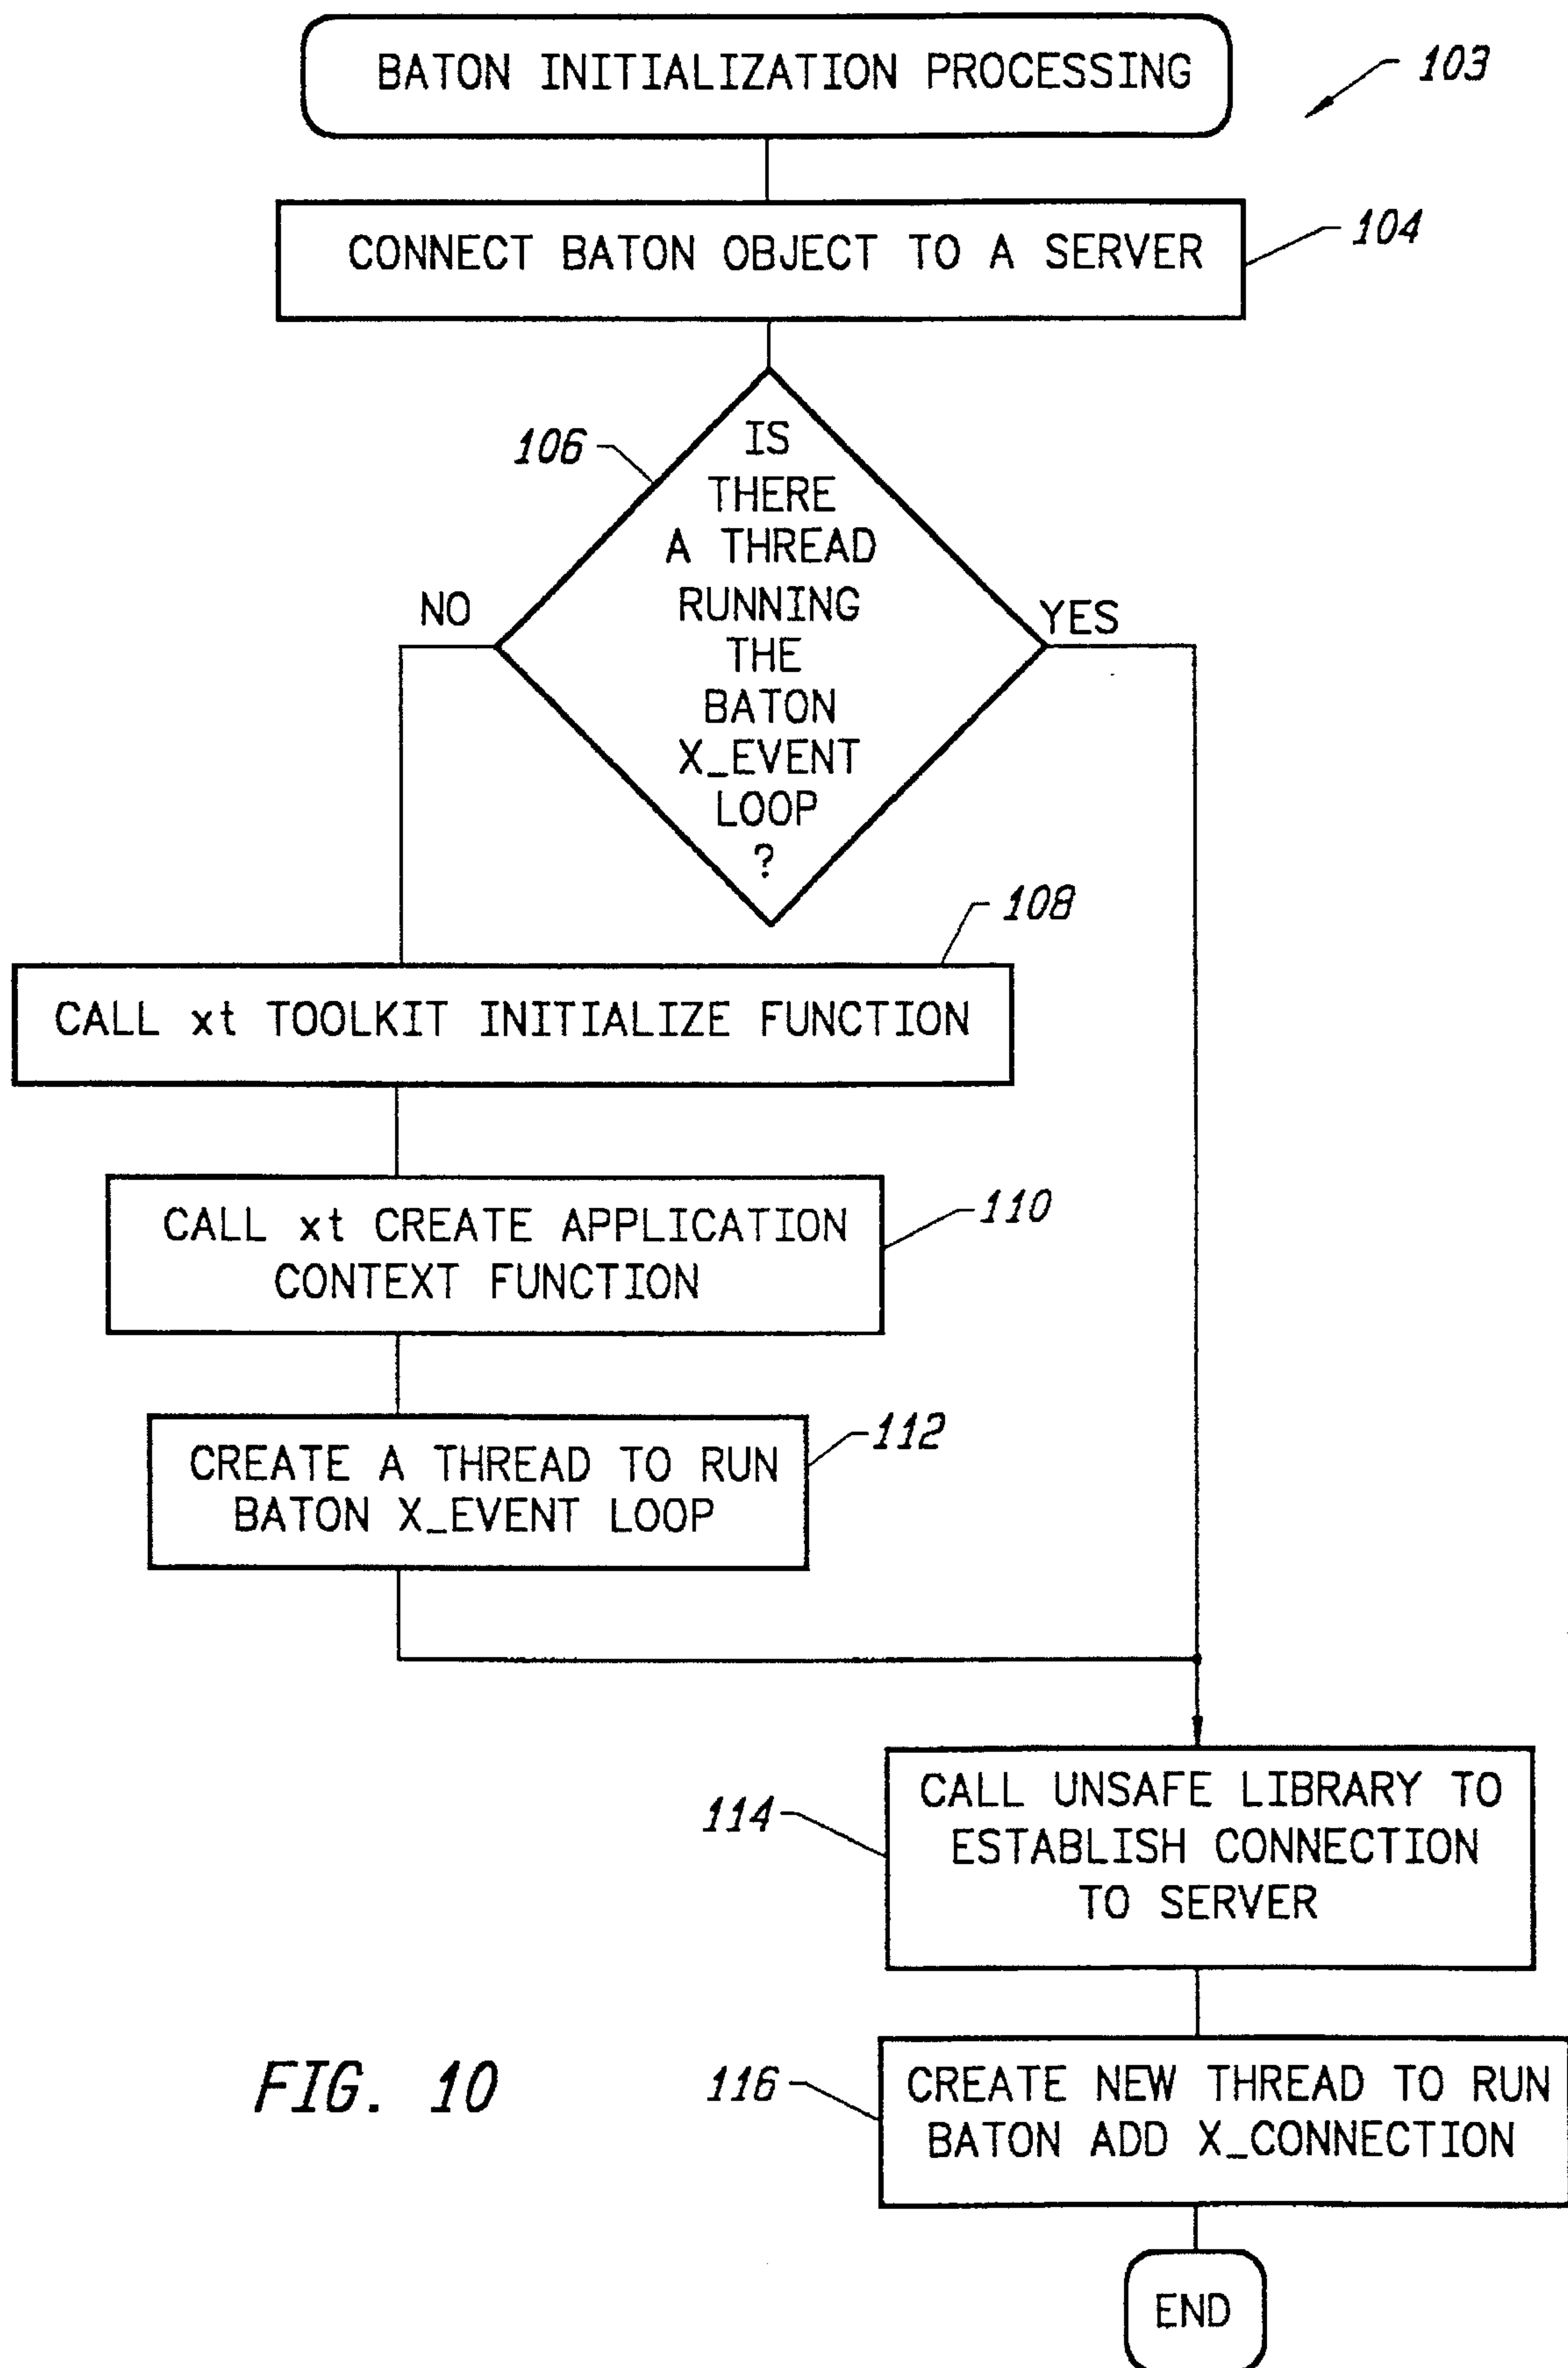 BATON INITIALIZATION PROCESSING
103
CONNECT BATON OBJECT TO A SERVER
104
106
IS
THERE
A THREAD
RUNNING
THE
BATON
X_EVENT
LOOP
?
NO
YES
108
CALL xt TOOLKIT INITIALIZE FUNCTION
CALL xt CREATE APPLICATION
CONTEXT FUNCTION
110
CREATE A THREAD TO RUN
BATON X_EVENT LOOP
112
114
CALL UNSAFE LIBRARY TO
ESTABLISH CONNECTION
TO SERVER
116
CREATE NEW THREAD TO RUN
BATON ADD X_CONNECTION
FIG. 10
END